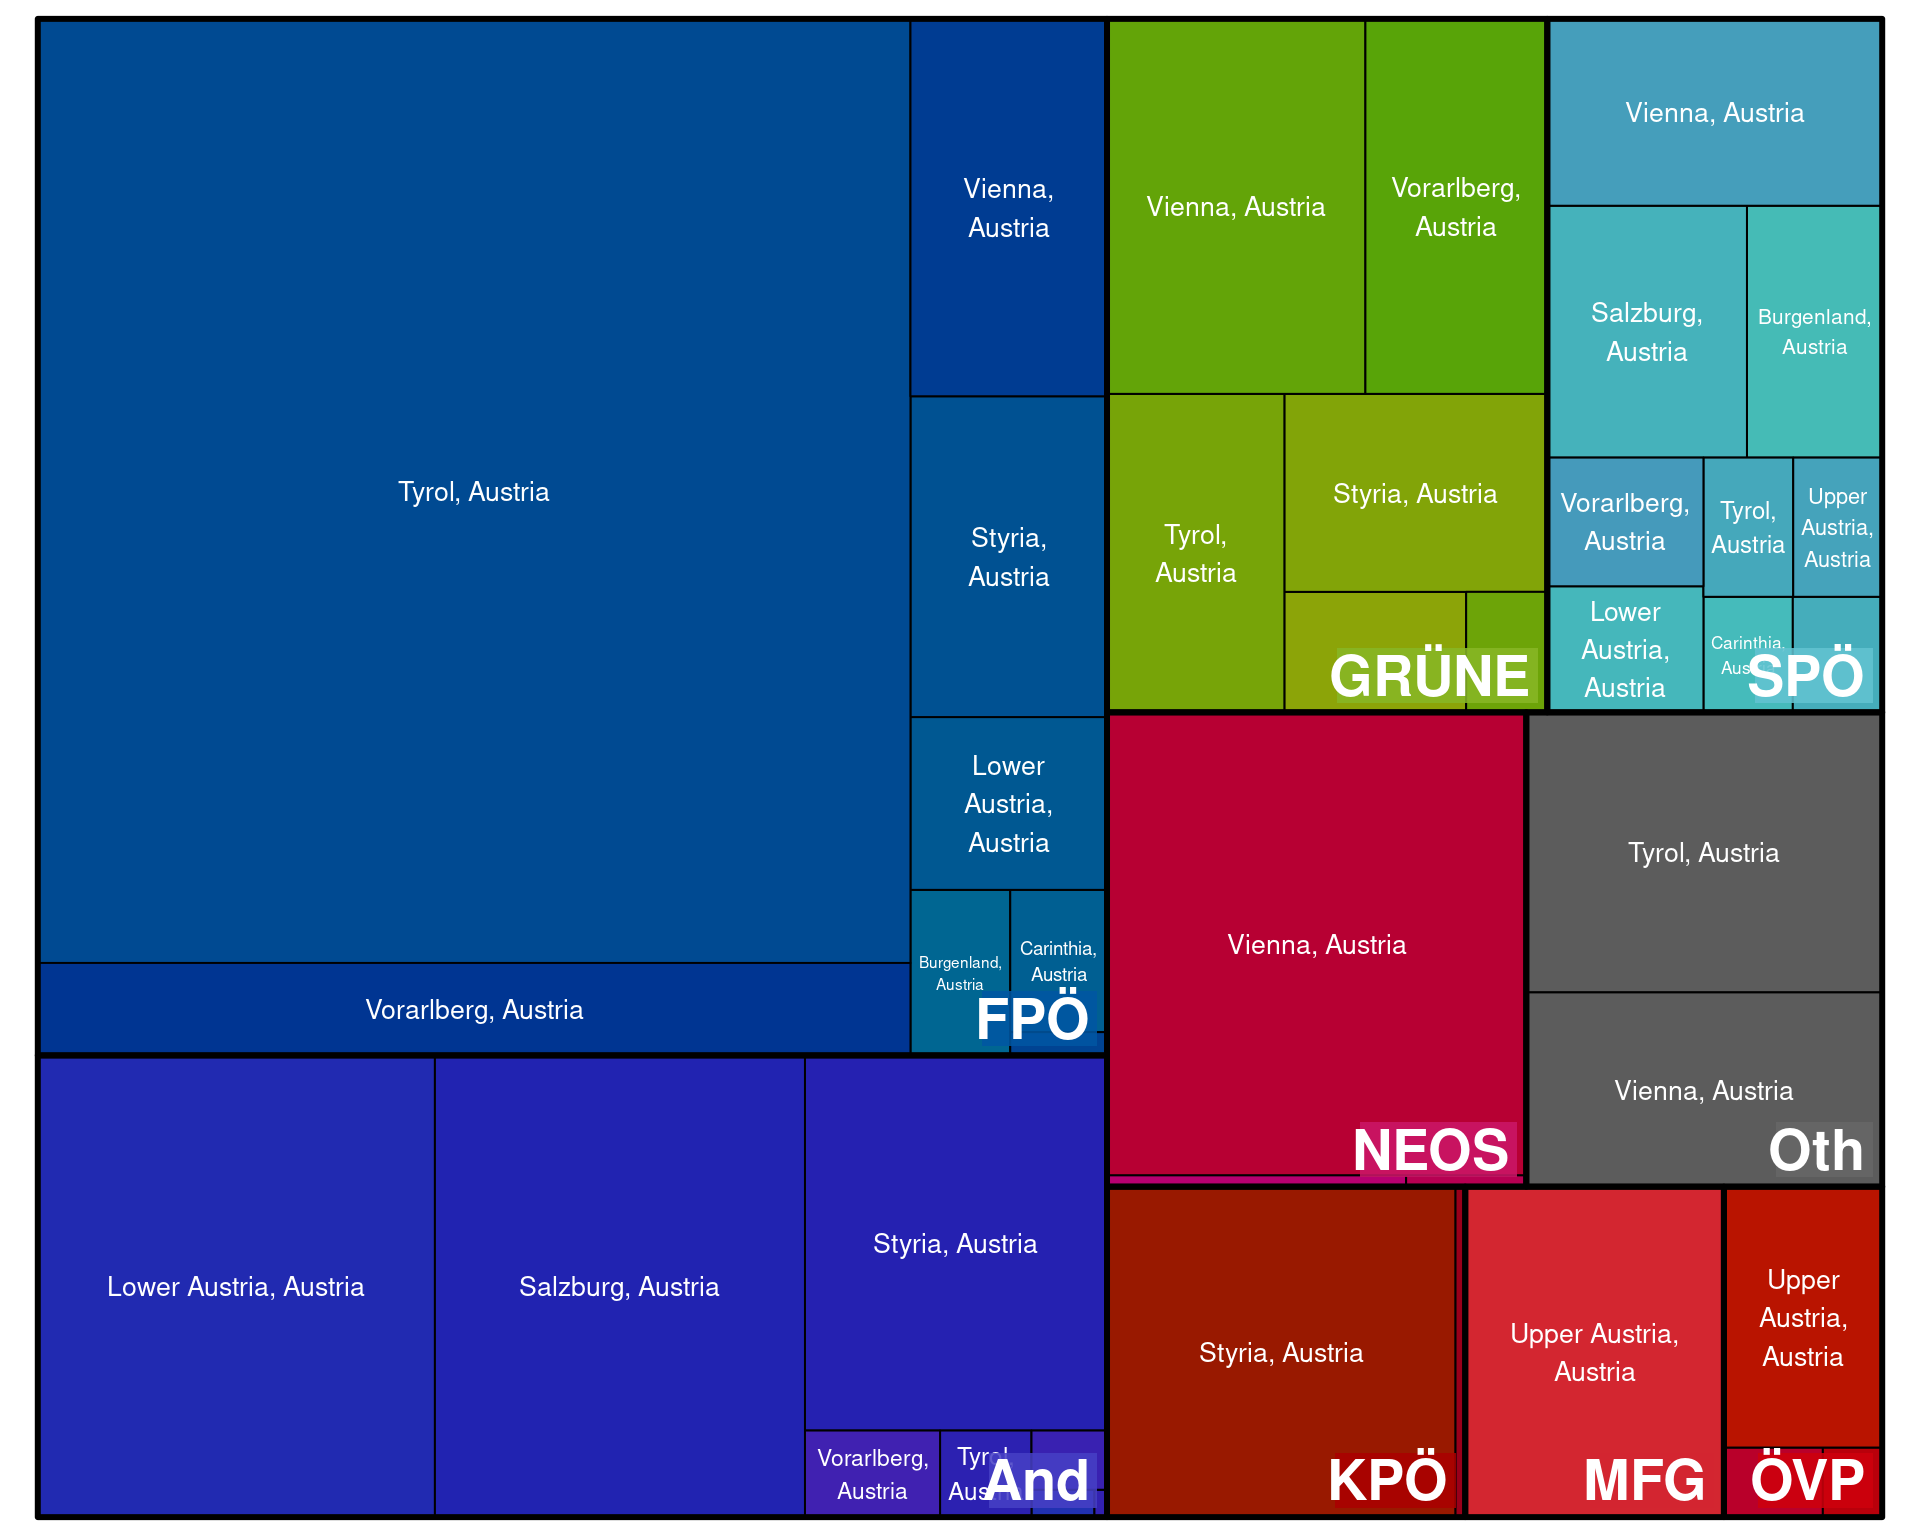 Tyrol, Austria
Vorarlberg, Austria
Vienna,
Austria
Styria,
Austria
Lower
Austria,
Austria
Burgenland,
Austria
Carinthia,
Austria
FPÖ
Lower Austria, Austria
Salzburg, Austria
Styria, Austria
Vorarlberg,
Austria
Tyrol,
And
Vienna, Austria
Vorarlberg,
Austria
Tyrol,
Austria
Styria, Austria
GRÜNE
Vienna, Austria
Salzburg,
Austria
Burgenland,
Austria
Vorarlberg,
Austria
Tyrol,
Austria
Upper
Austria,
Austria
Lower
Austria,
Austria
Carinthia,
SPÖ
Vienna, Austria
NEOS
Tyrol, Austria
Vienna, Austria
Oth
Styria, Austria
KPÖ
Upper Austria,
Austria
MFG
Upper
Austria,
Austria
ÖVP